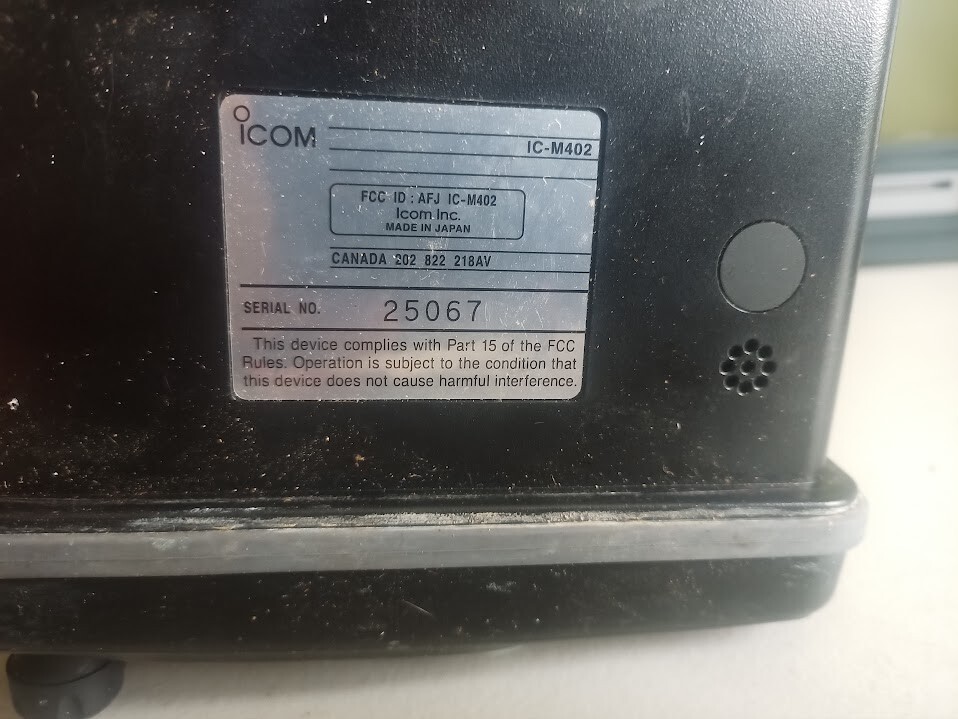 ICOM
IC-M402
FCC ID : AFJ IC-M402
Icom Inc.
MADE IN JAPAN
CANADA 202 822 218AV
SERIAL NO. 25067
This device complies with Part 15 of the FCC
Rules. Operation is subject to the condition that
this device does not cause harmful interference.